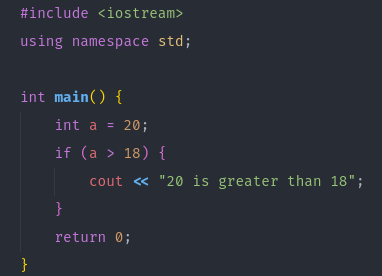 #include <iostream>
using namespace std;

int main() {
    int a = 20;
    if (a > 18) {
        cout << "20 is greater than 18";
    }
    return 0;
}